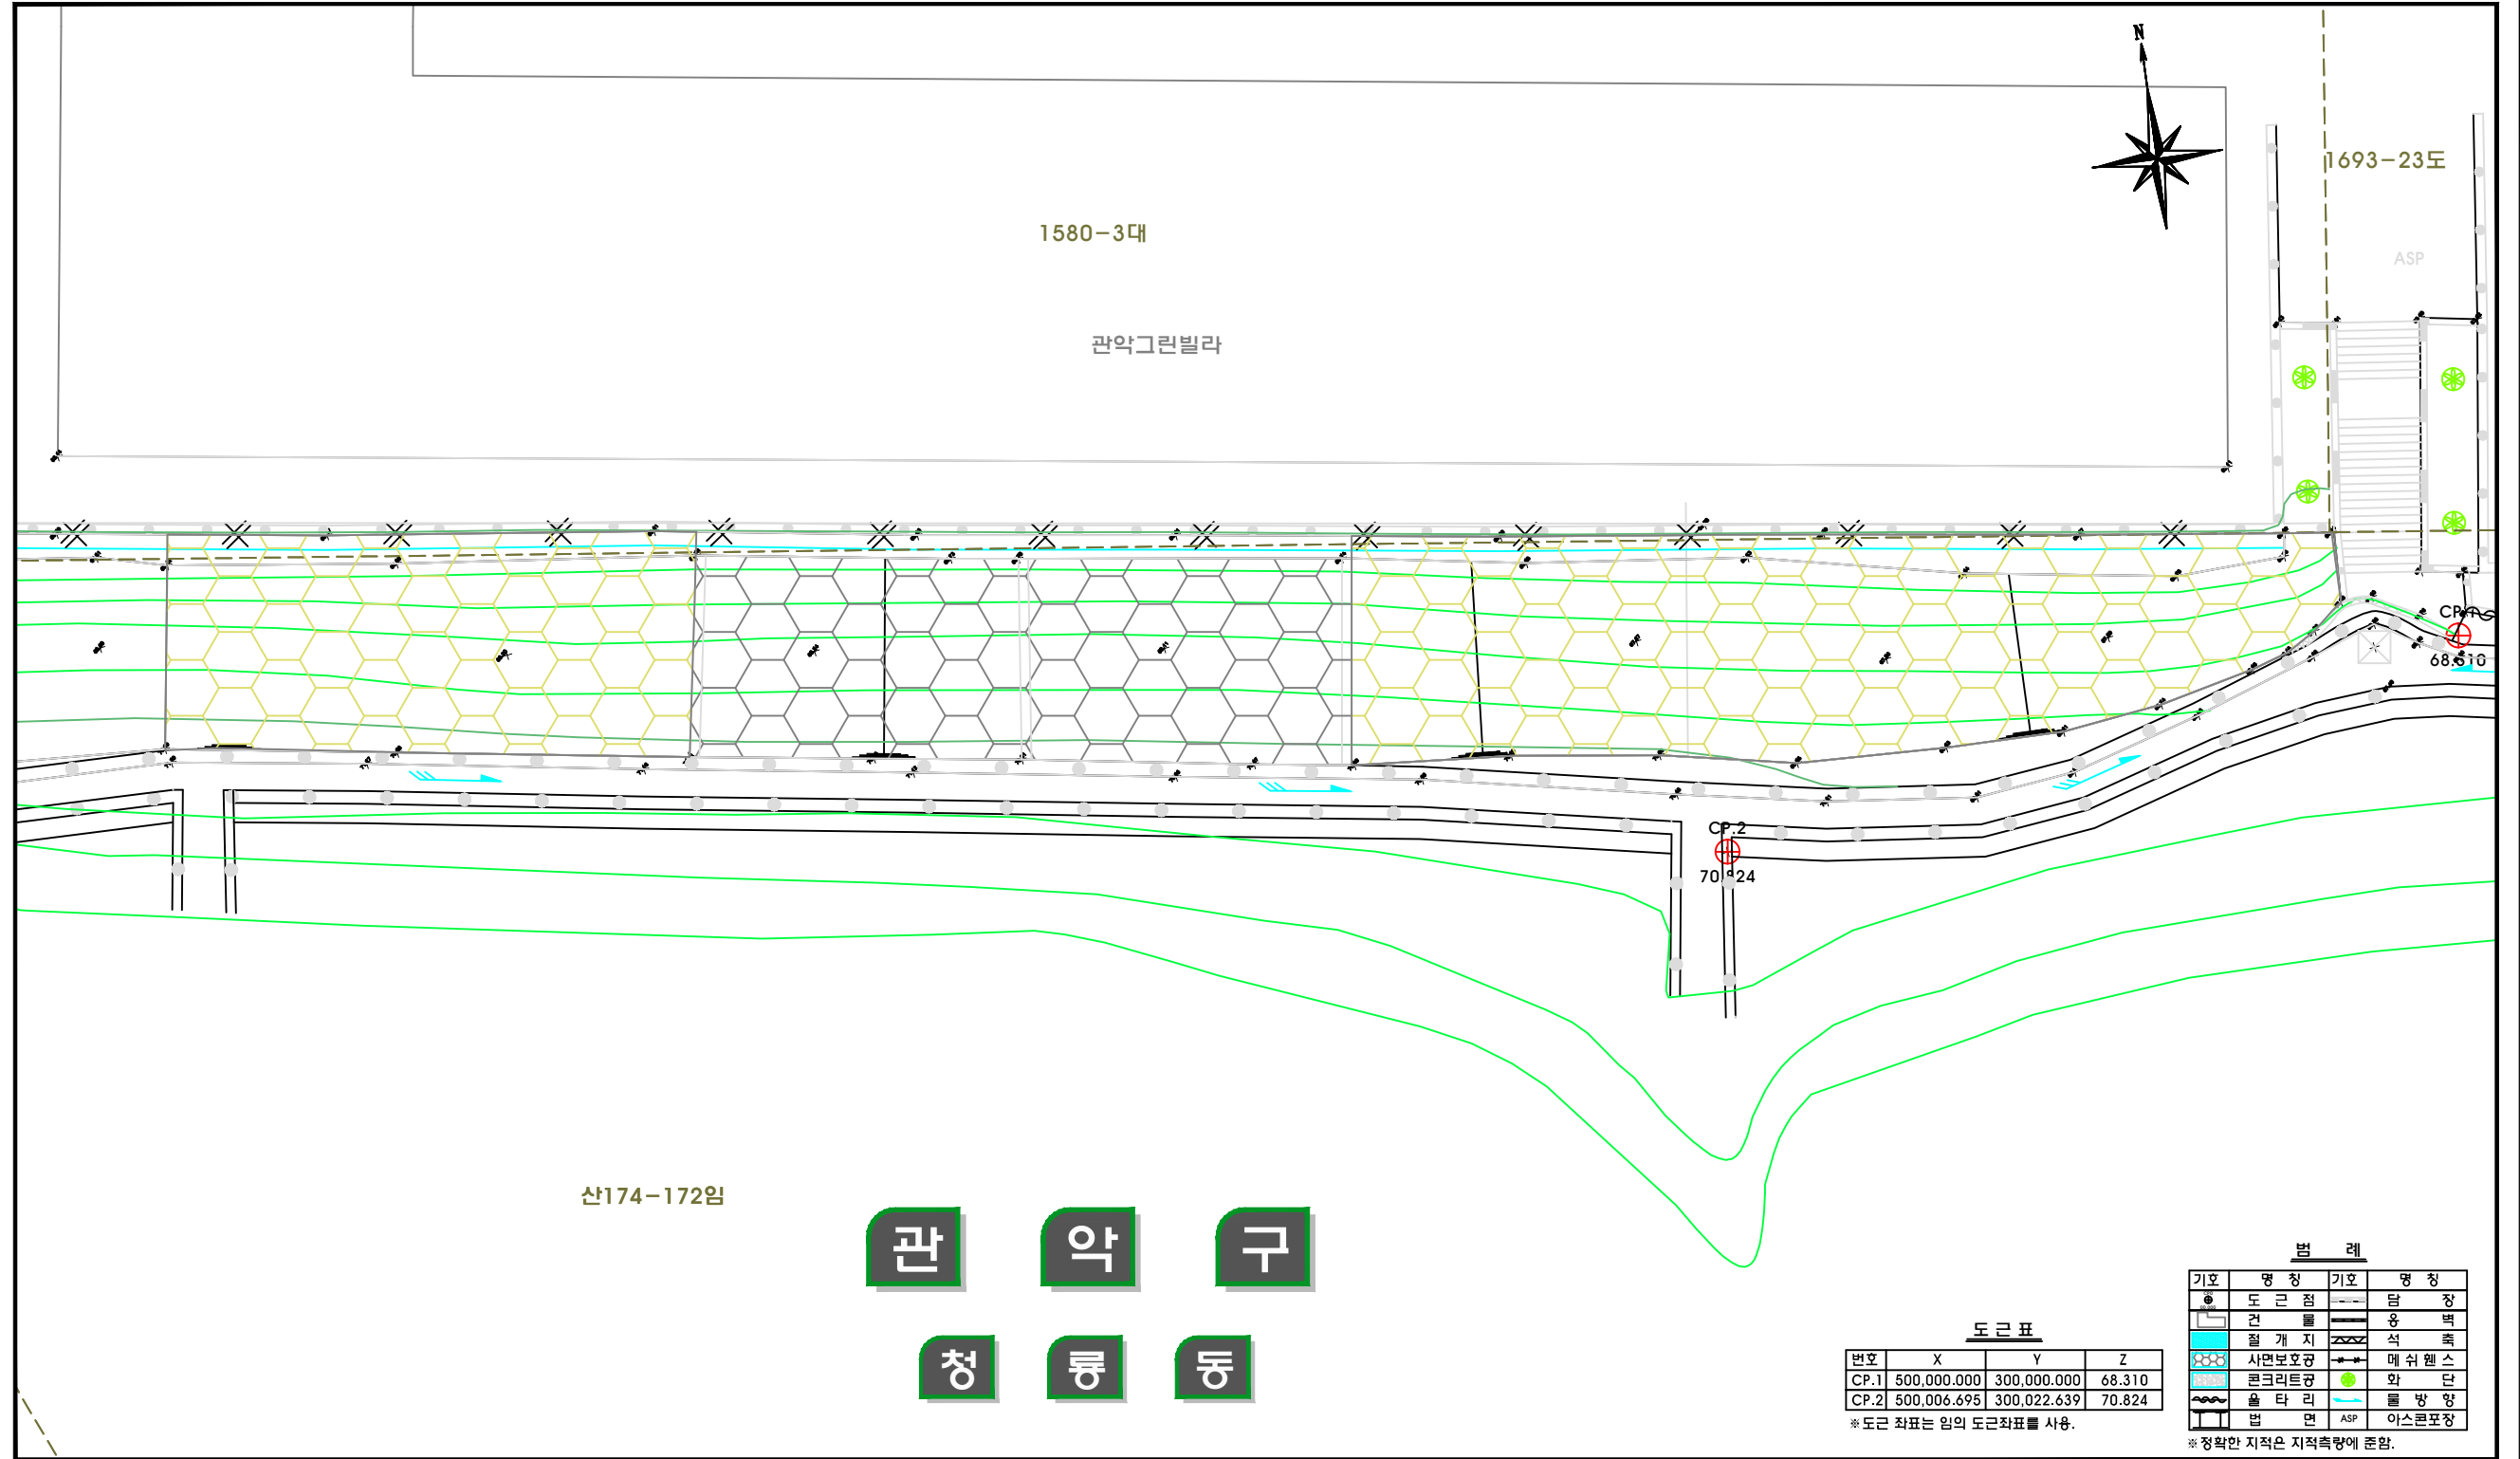 N
1693-23도
1580-3대
ASP
관악그린빌라
68.310
CP.2
70.824
산174-172임
관 악 구
청 룡 동
도 근 표
번호 X Y Z
CP.1 500,000.000 300,000.000 68.310
CP.2 500,006.695 300,022.639 70.824
※도근 좌표는 임의 도근좌표를 사용.
범 례
기호 명 칭 기호 명 칭
도 근 점 담 장
건 물 옹 벽
절 개 지 석 축
사면보호공 메 쉬 휀 스
콘크리트공 화 단
울 타 리 물 방 향
법 면 ASP 아스콘포장
※정확한 지적은 지적측량에 준함.